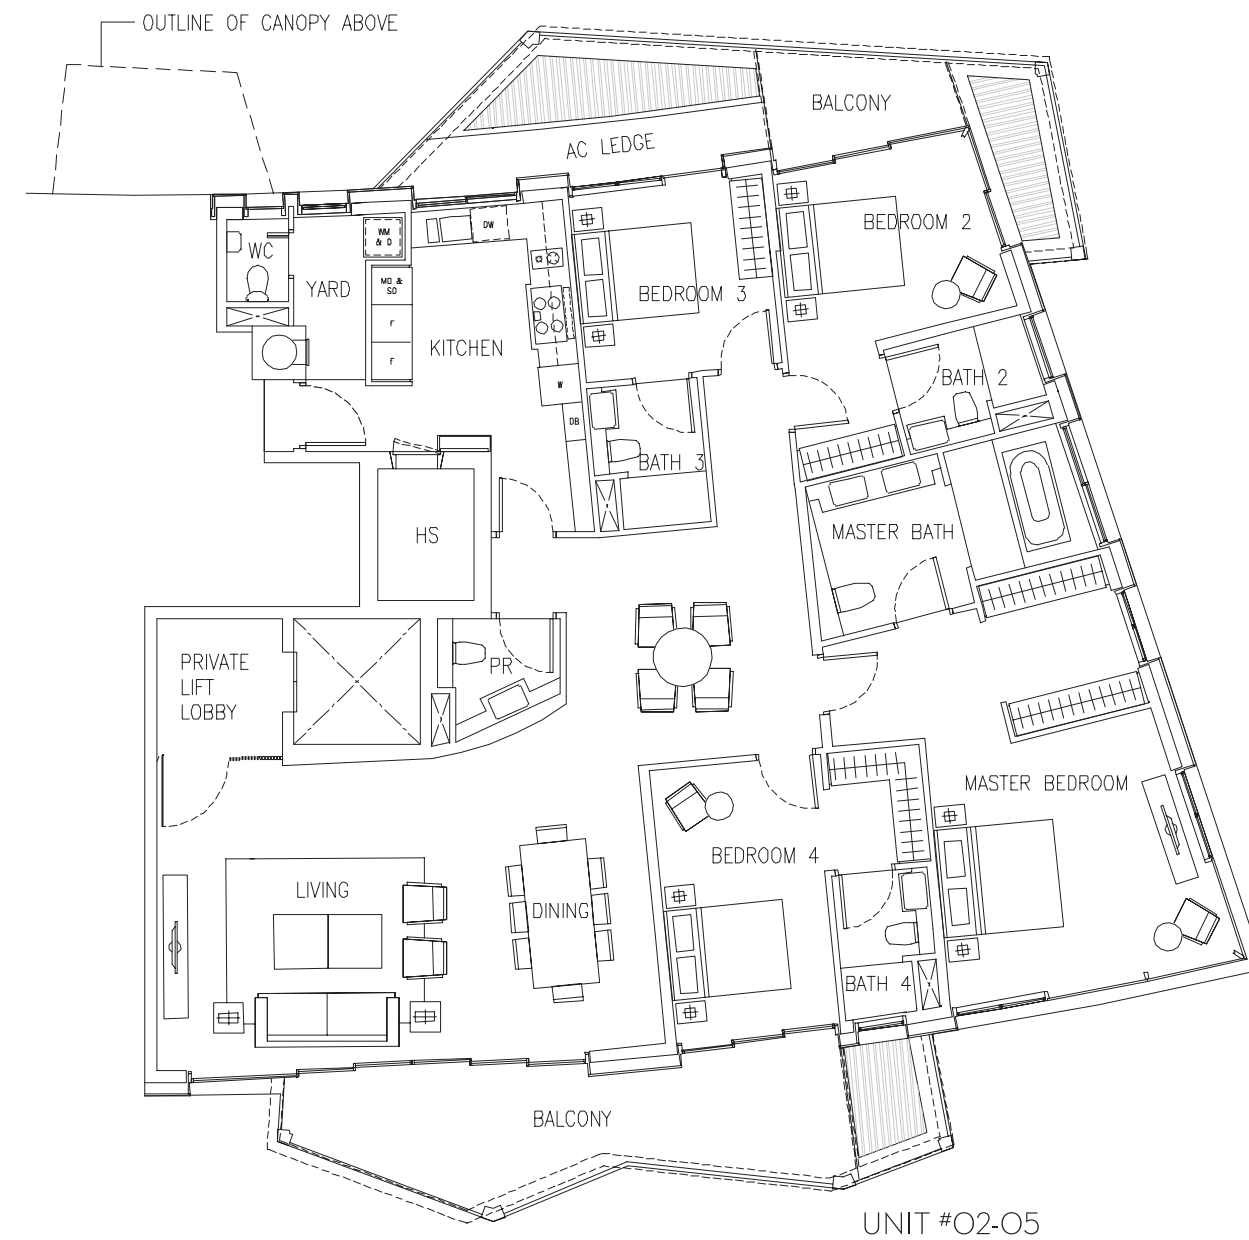 OUTLINE OF CANOPY ABOVE
BALCONY
AC LEDGE
BEDROOM 2
DW
WM
& D
WC
YARD
MO &
SO
BEDROOM 3
F
KITCHEN
F
W
BATH 2
DB
BATH 3
HS
MASTER BATH
PR
PRIVATE
LIFT
LOBBY
MASTER BEDROOM
BEDROOM 4
LIVING
DINING
BATH 4
BALCONY
UNIT #02-05